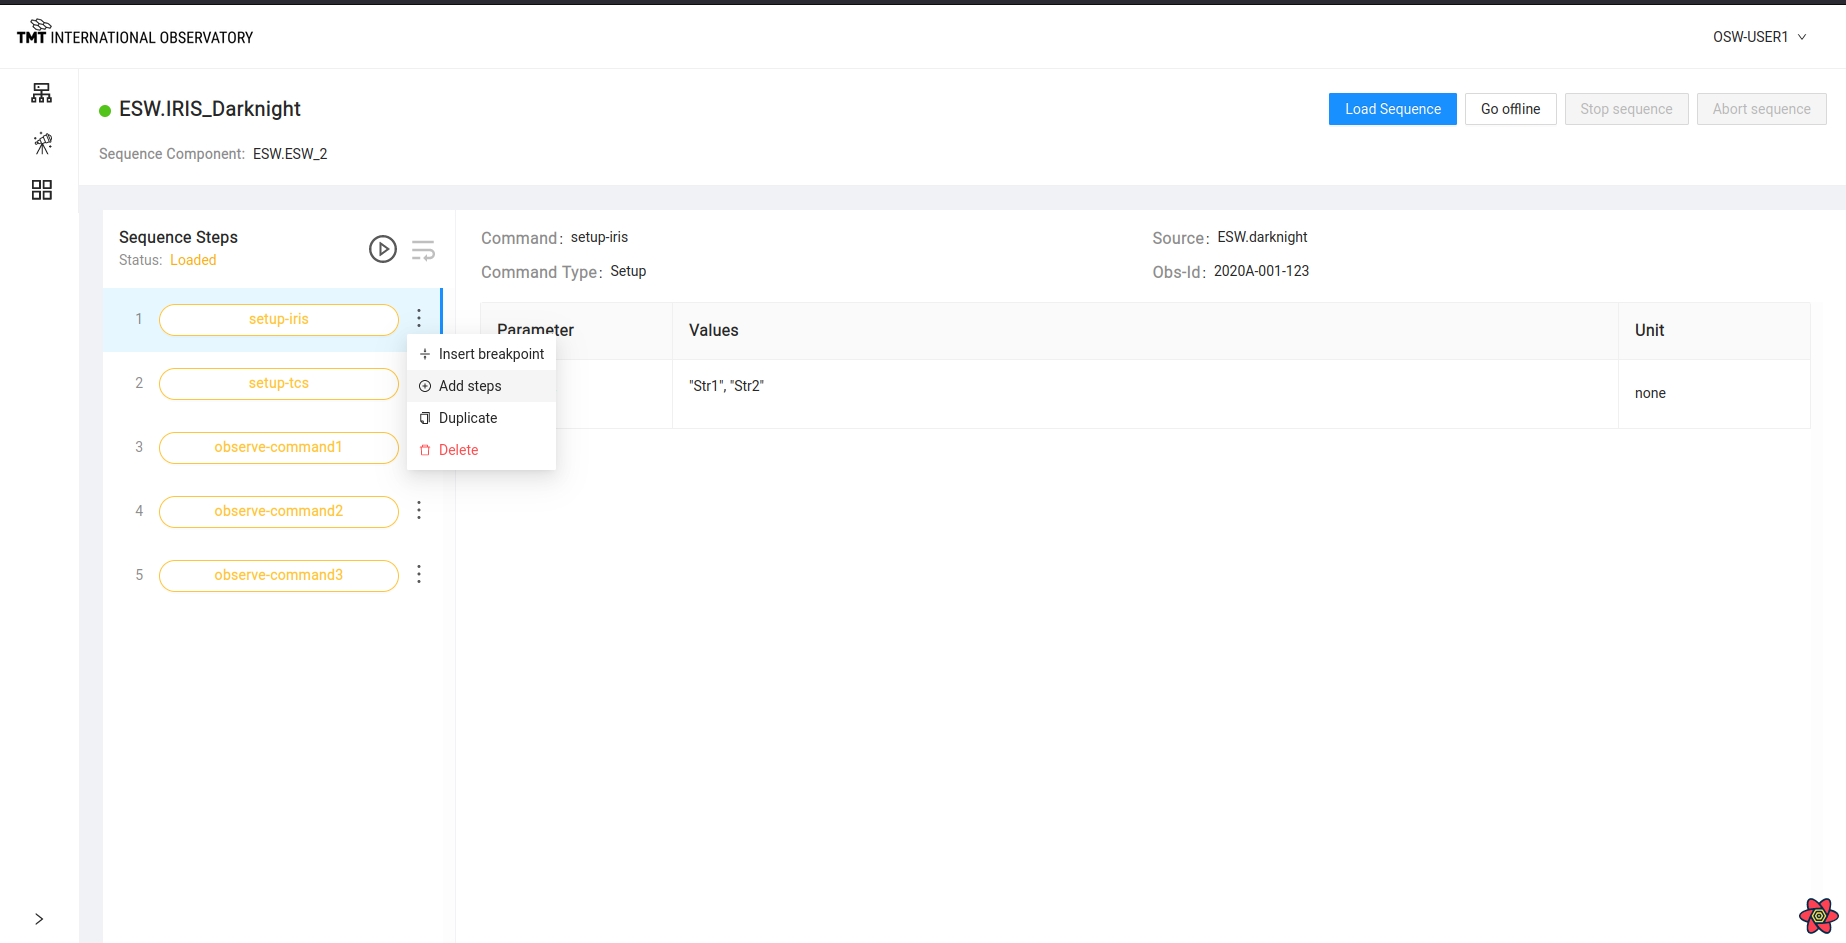 TMT INTERNATIONAL OBSERVATORY
OSW-USER1
ESW.IRIS_Darknight
Load Sequence
Go offline
Stop sequence
Abort sequence
Sequence Component: ESW.ESW_2
Sequence Steps
Status: Loaded
Command: setup-iris
Source: ESW.darknight
Command Type: Setup
Obs-Id: 2020A-001-123
1 setup-iris
2 setup-tcs
3 observe-command1
4 observe-command2
5 observe-command3
Insert breakpoint
Add steps
Duplicate
Delete
Parameter Values Unit
"Str1", "Str2" none